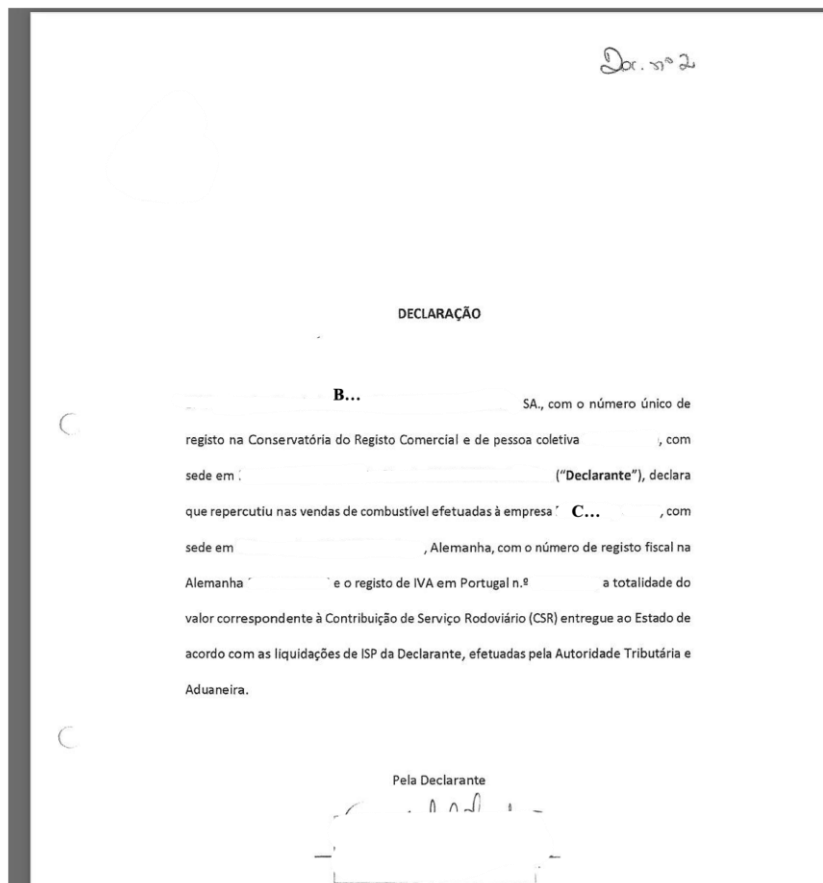 Doc. nº 2
DECLARAÇÃO
B...
SA., com o número único de
registo na Conservatória do Registo Comercial e de pessoa coletiva , com
sede em ("Declarante"), declara
que repercutiu nas vendas de combustível efetuadas à empresa C... , com
sede em , Alemanha, com o número de registo fiscal na
Alemanha e o registo de IVA em Portugal n.º a totalidade do
valor correspondente à Contribuição de Serviço Rodoviário (CSR) entregue ao Estado de
acordo com as liquidações de ISP da Declarante, efetuadas pela Autoridade Tributária e
Aduaneira.
Pela Declarante